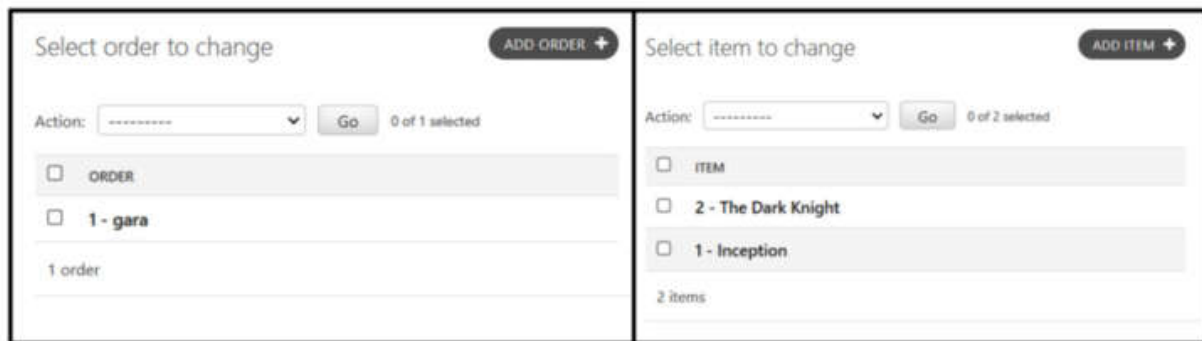 Select order to change
ADD ORDER +
Action: --------- Go 0 of 1 selected
ORDER
1 - gara
1 order
Select item to change
ADD ITEM +
Action: --------- Go 0 of 2 selected
ITEM
2 - The Dark Knight
1 - Inception
2 items